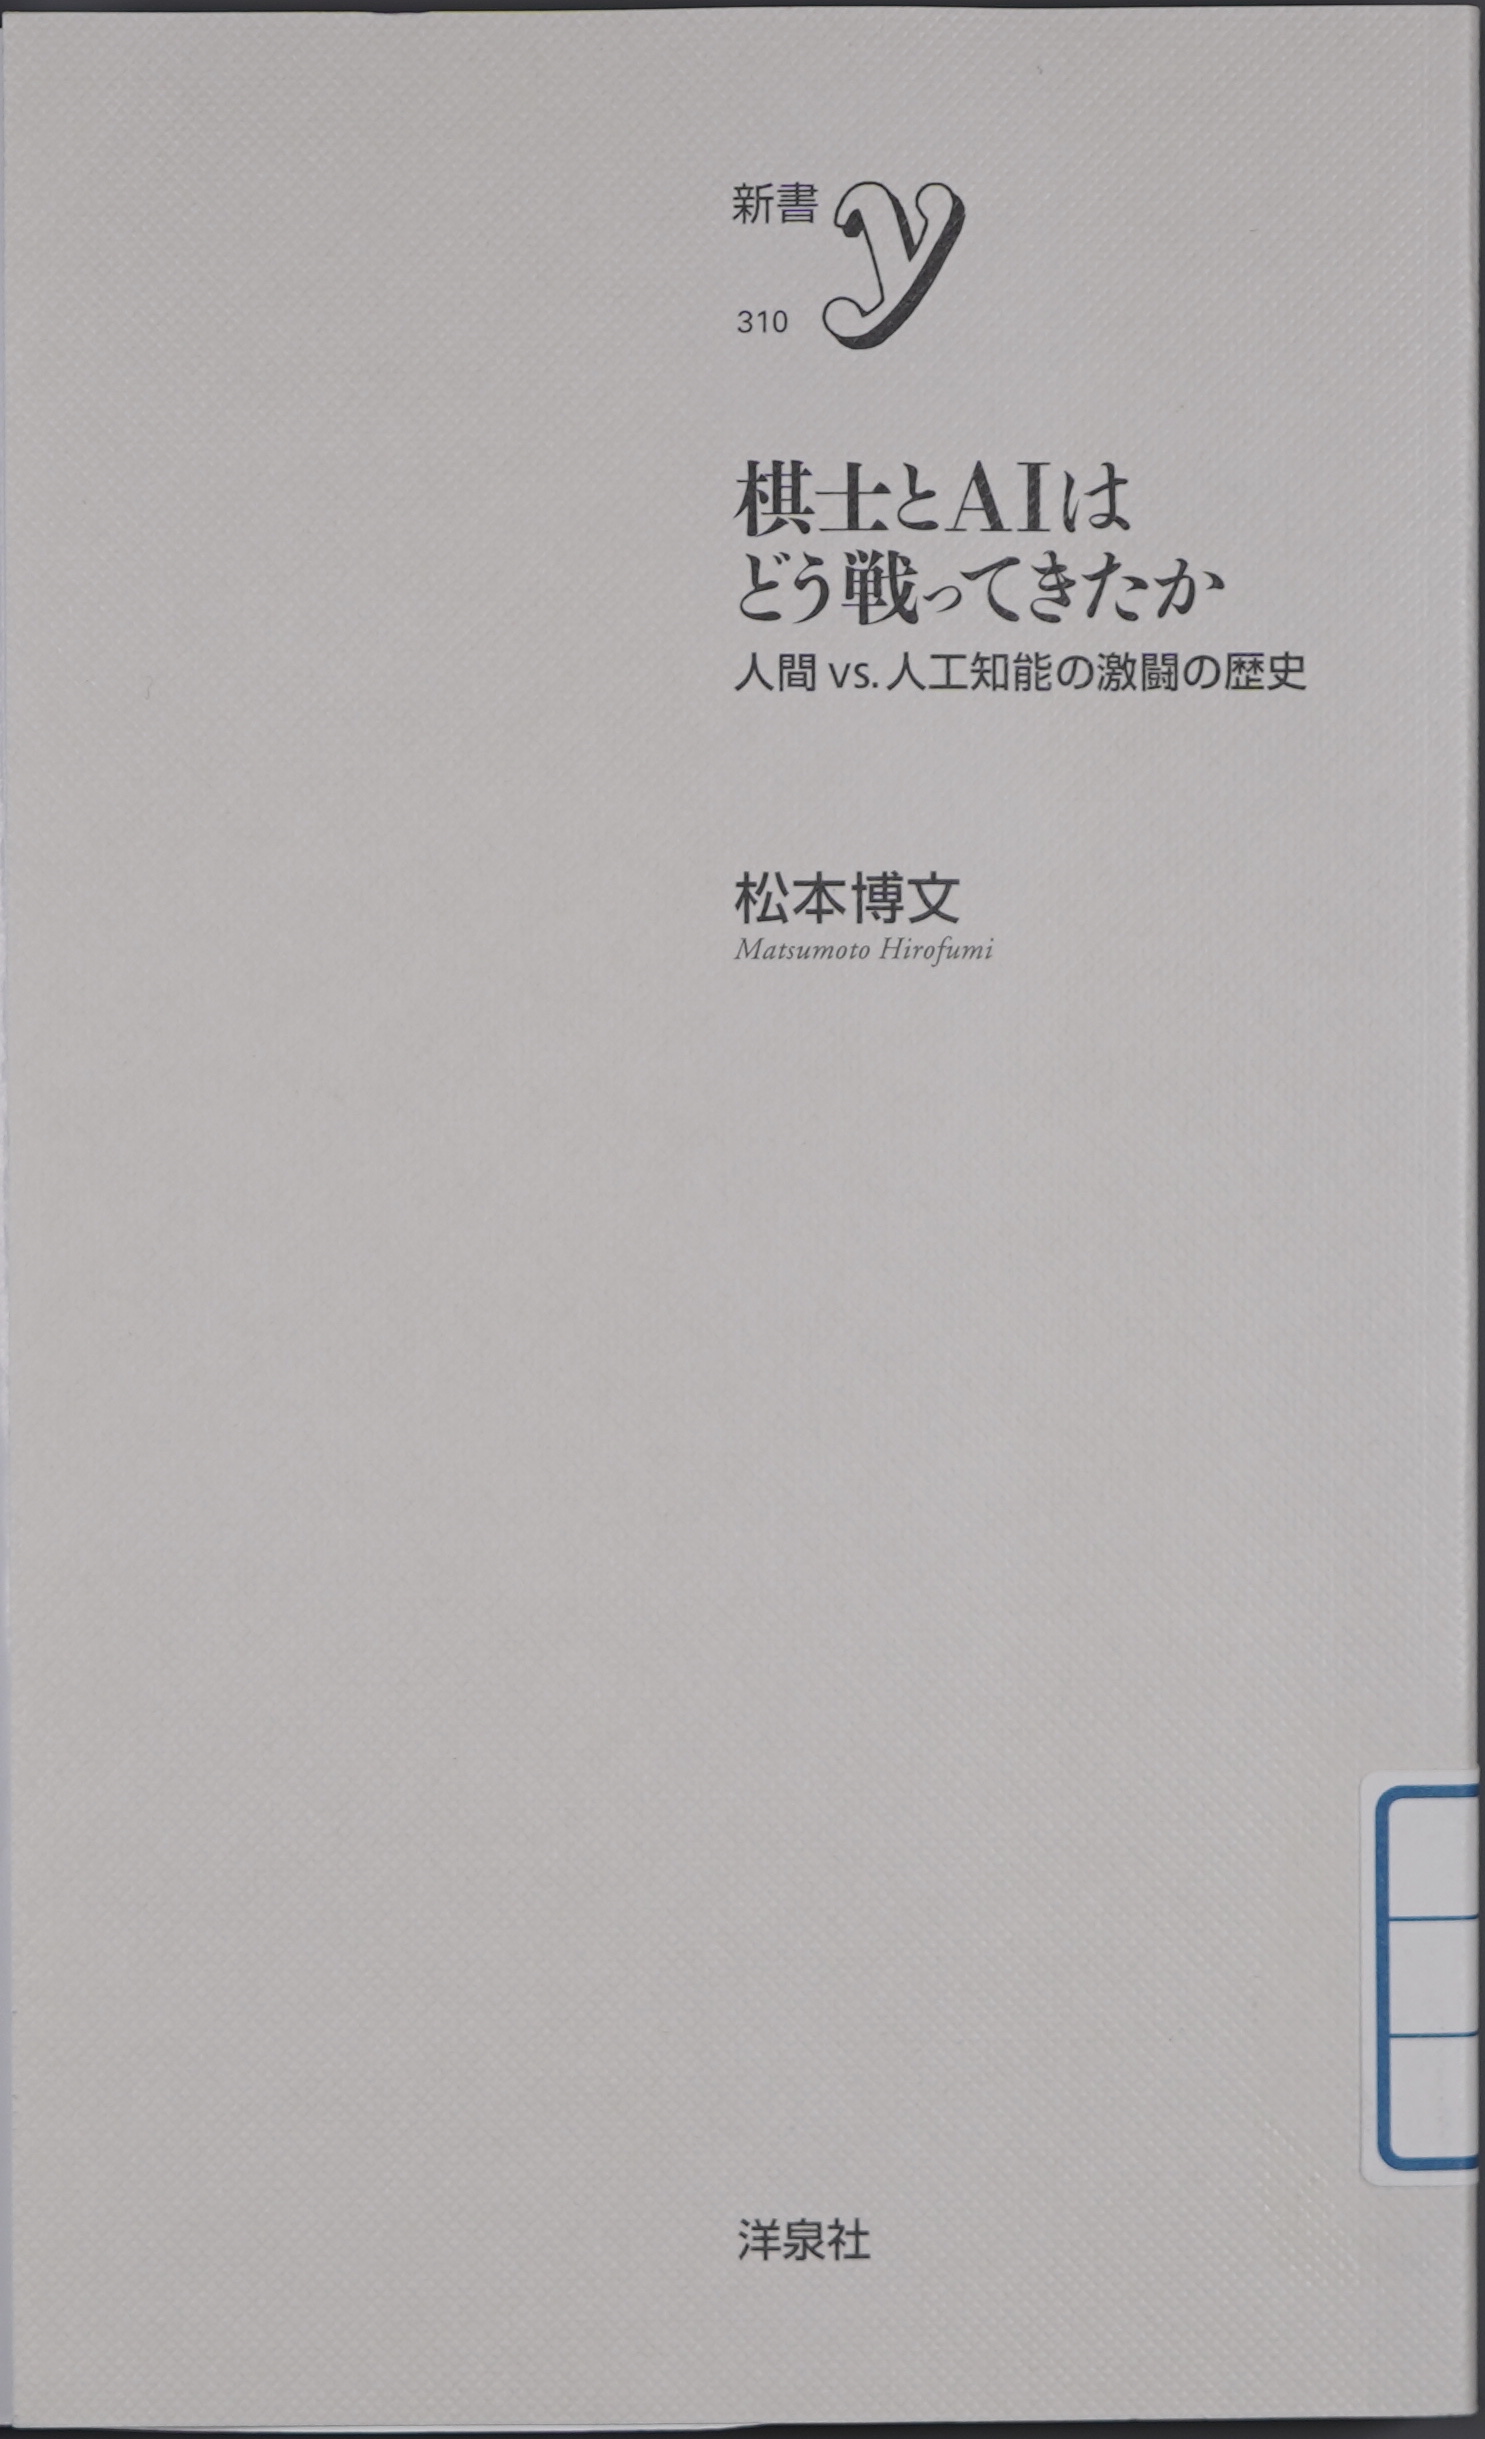 新書y
310
棋士とAIは
どう戦ってきたか
人間 vs. 人工知能の激闘の歴史
松本博文
Matsumoto Hirofumi
洋泉社